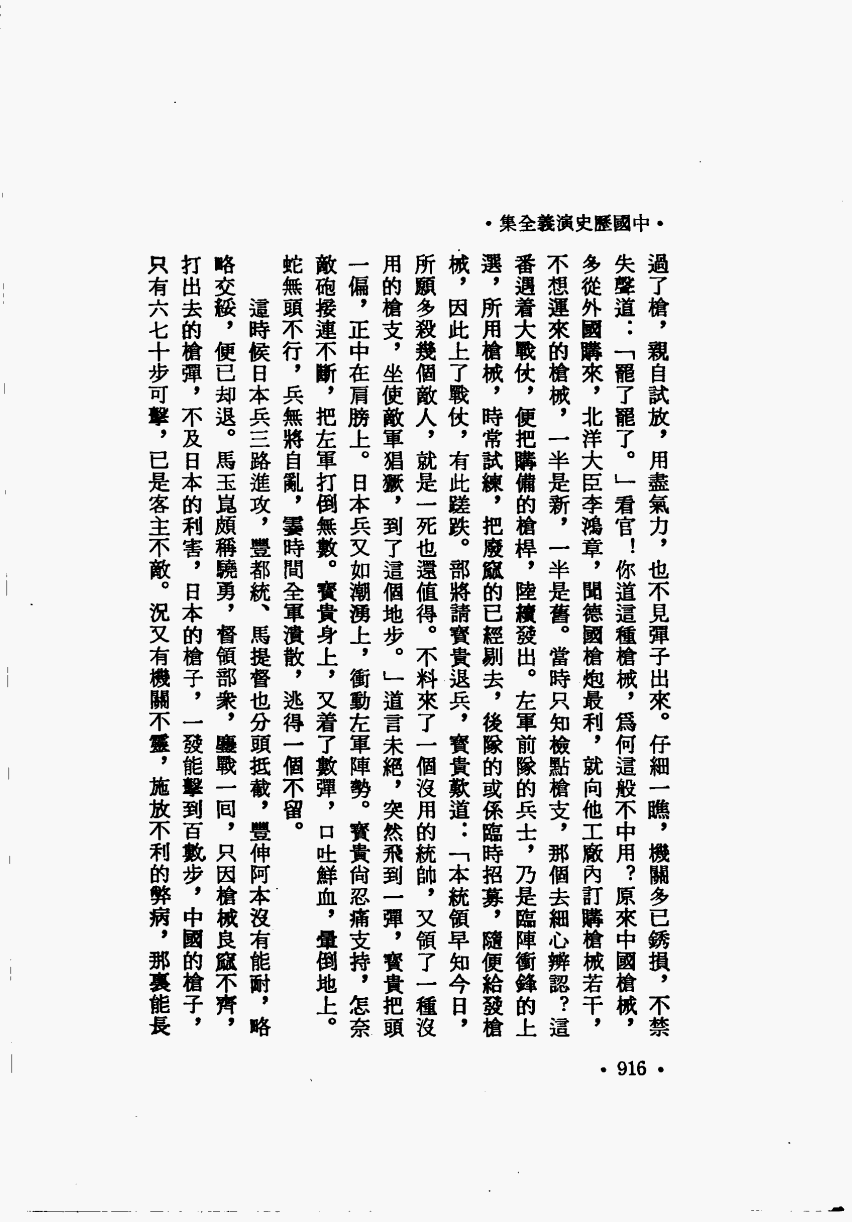 •中國歷史演義全集•
過了槍，親自試放，用盡氣力，也不見彈子出來。仔細一瞧，機關多已銹損，不禁
失聲道：「罷了罷了。」看官！你道這種槍械，爲何這般不中用？原來中國槍械，
多從外國購來，北洋大臣李鴻章，聞德國槍炮最利，就向他工廠內訂購槍械若干，
不想運來的槍械，一半是新，一半是舊。當時只知檢點槍支，那個去細心辨認？這
番遇着大戰仗，便把購備的槍桿，陸續發出。左軍前隊的兵士，乃是臨陣衝鋒的上
選，所用槍械，時常試練，把廢窳的已經剔去，後隊的或係臨時招募，隨便給發槍
械，因此上了戰仗，有此蹉跌。部將請寶貴退兵，寶貴歎道：「本統領早知今日，
所願多殺幾個敵人，就是一死也還值得。不料來了一個沒用的統帥，又領了一種沒
用的槍支，坐使敵軍猖獗，到了這個地步。」道言未絕，突然飛到一彈，寶貴把頭
一偏，正中在肩膀上。日本兵又如潮湧上，衝動左軍陣勢。寶貴尙忍痛支持，怎奈
敵砲接連不斷，把左軍打倒無數。寶貴身上，又着了數彈，口吐鮮血，暈倒地上。
蛇無頭不行，兵無將自亂，霎時間全軍潰散，逃得一個不留。
這時候日本兵三路進攻，豐都統、馬提督也分頭抵截，豐伸阿本沒有能耐，略
略交綏，便已却退。馬玉崑頗稱驍勇，督領部衆，鏖戰一回，只因槍械良窳不齊，
打出去的槍彈，不及日本的利害，日本的槍子，一發能擊到百數步，中國的槍子，
只有六七十步可擊，已是客主不敵。況又有機關不靈，施放不利的弊病，那裏能長
•916•